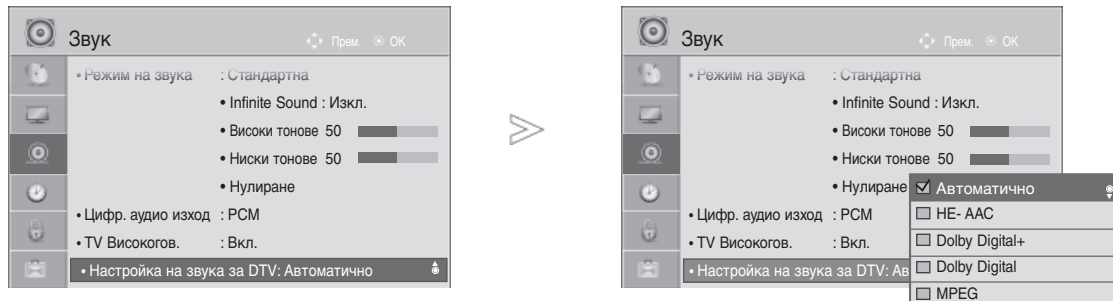 Звук
Прем. OK
• Режим на звука : Стандартна
• Infinite Sound : Изкл.
• Високи тонове 50
• Ниски тонове 50
• Нулиране
• Цифр. аудио изход : PCM
• TV Високогов. : Вкл.
• Настройка на звука за DTV: Автоматично
Звук
Прем. OK
• Режим на звука : Стандартна
• Infinite Sound : Изкл.
• Високи тонове 50
• Ниски тонове 50
• Нулиране
• Цифр. аудио изход : PCM
• TV Високогов. : Вкл.
• Настройка на звука за DTV: Ав
Автоматично
HE- AAC
Dolby Digital+
Dolby Digital
MPEG